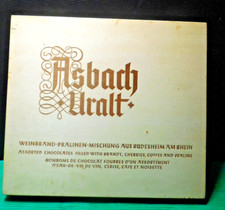 Asbach
Uralt
WEINBRAND-PRALINEN-MISCHUNG AUS RÜDESHEIM AM RHEIN
ASSORTED CHOCOLATES FILLED WITH BRANDY, CHERRIES, COFFEE AND PRALINE
BONBONS DE CHOCOLAT FOURRÉS D'UN ASSORTIMENT
D'EAU-DE-VIE DE VIN, CERISE, CAFÉ ET NOISETTE